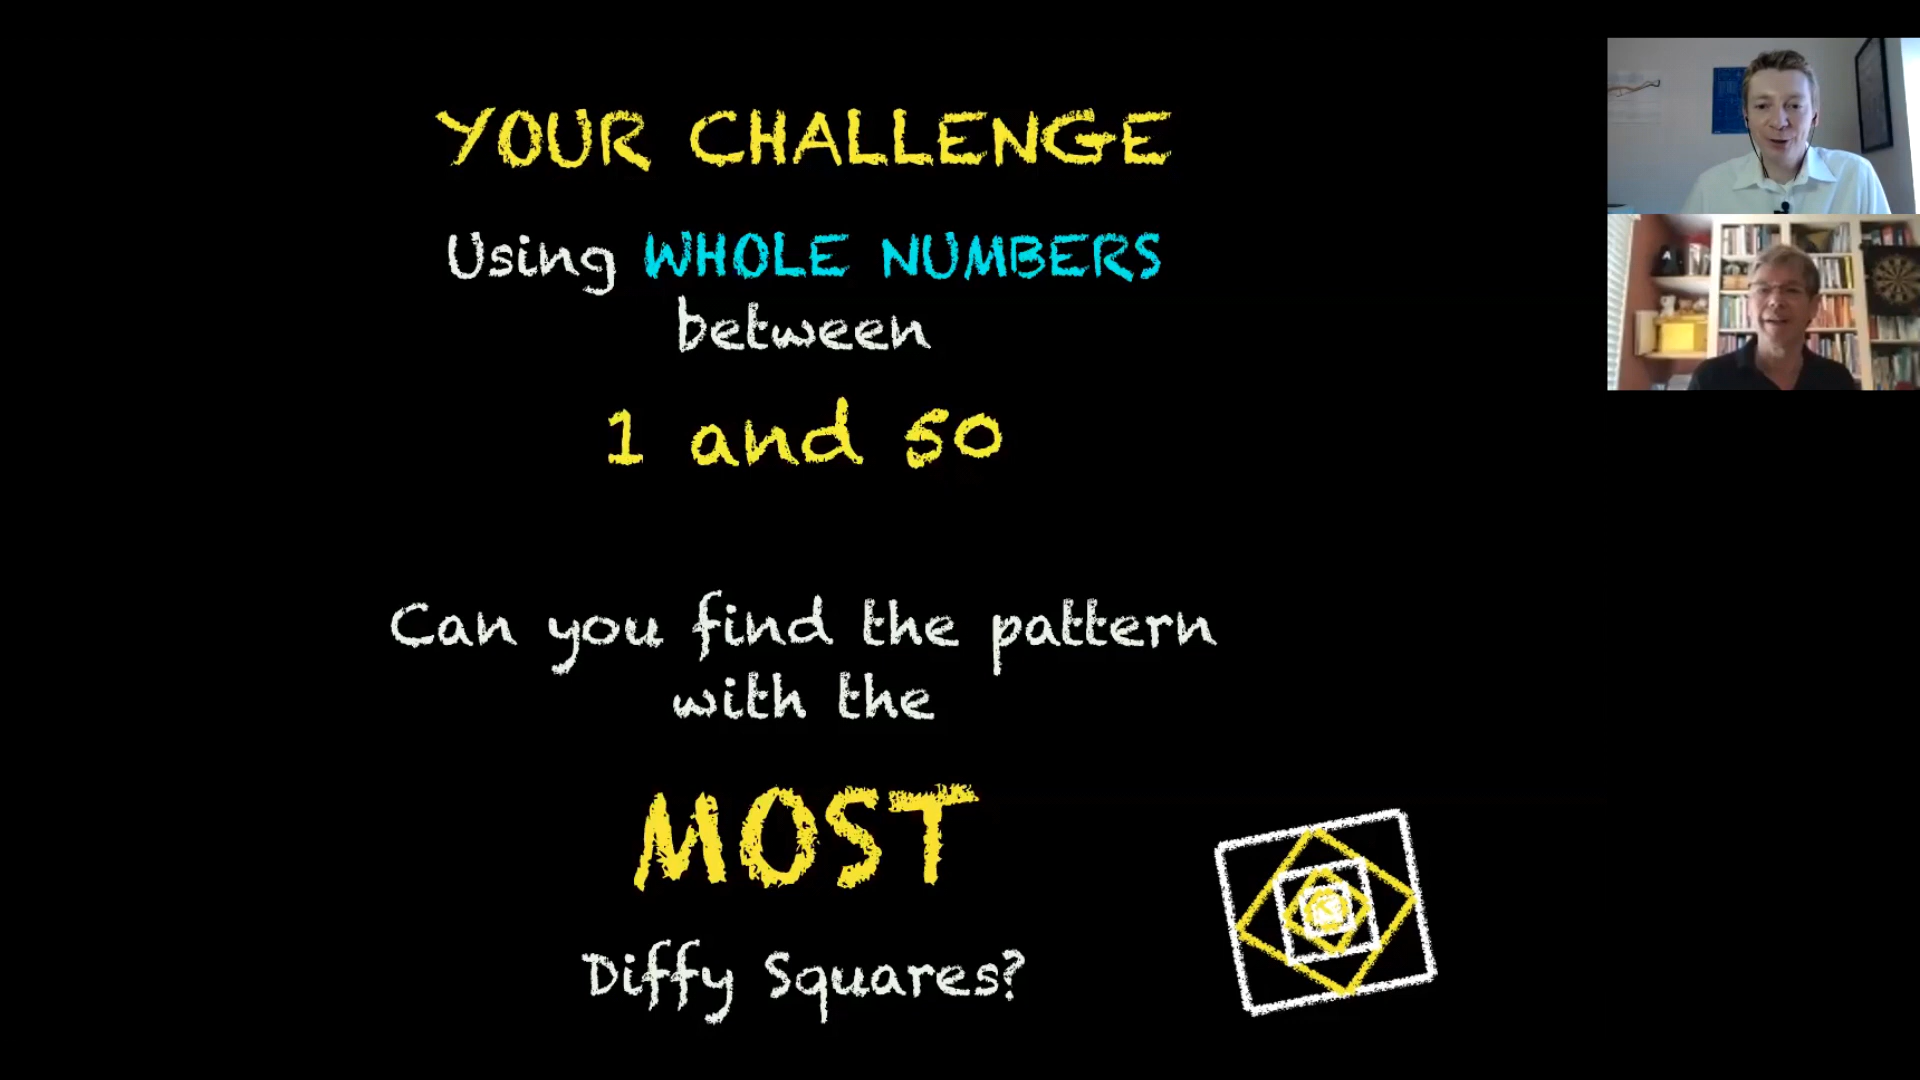 YOUR CHALLENGE
Using WHOLE NUMBERS
between
1 and 50
Can you find the pattern
with the
MOST
Diffy Squares?